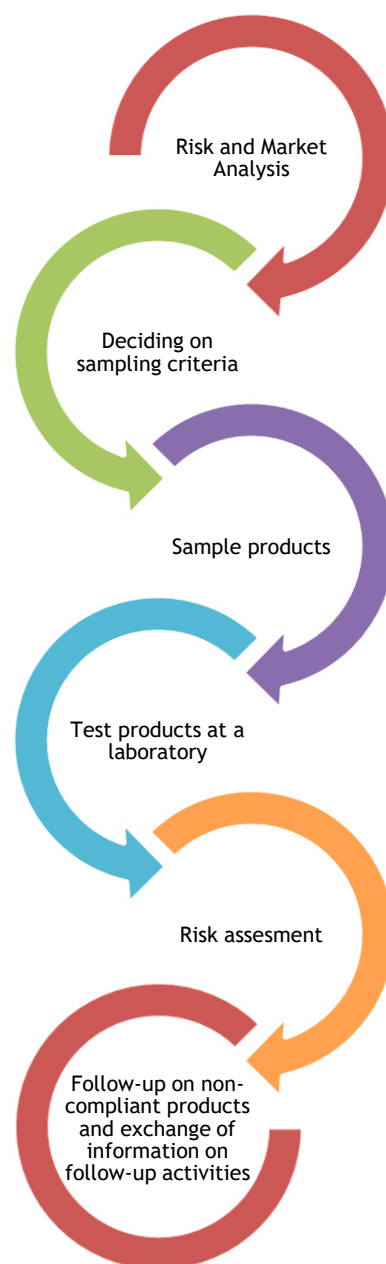 Risk and Market
Analysis
Deciding on
sampling criteria
Sample products
Test products at a
laboratory
Risk assesment
Follow-up on non-
compliant products
and exchange of
information on
follow-up activities